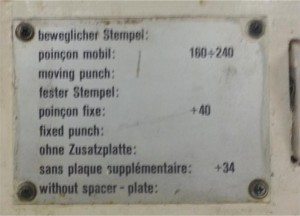 beweglicher Stempel:
poinçon mobil: 160÷240
moving punch:
fester Stempel:
poinçon fixe: +40
fixed punch:
ohne Zusatzplatte:
sans plaque supplémentaire: +34
without spacer-plate: